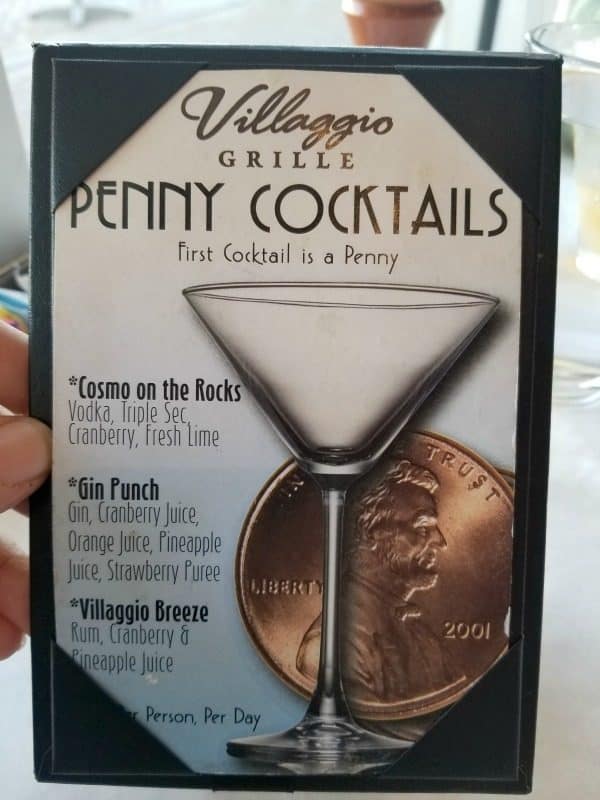 Villaggio
GRILLE
PENNY COCKTAILS
First Cocktail is a Penny
*Cosmo on the Rocks
Vodka, Triple Sec,
Cranberry, Fresh Lime
*Gin Punch
Gin, Cranberry Juice,
Orange Juice, Pineapple
Juice, Strawberry Puree
*Villaggio Breeze
Rum, Cranberry &
Pineapple Juice
Person, Per Day
IN TRUST
LIBERTY
2001